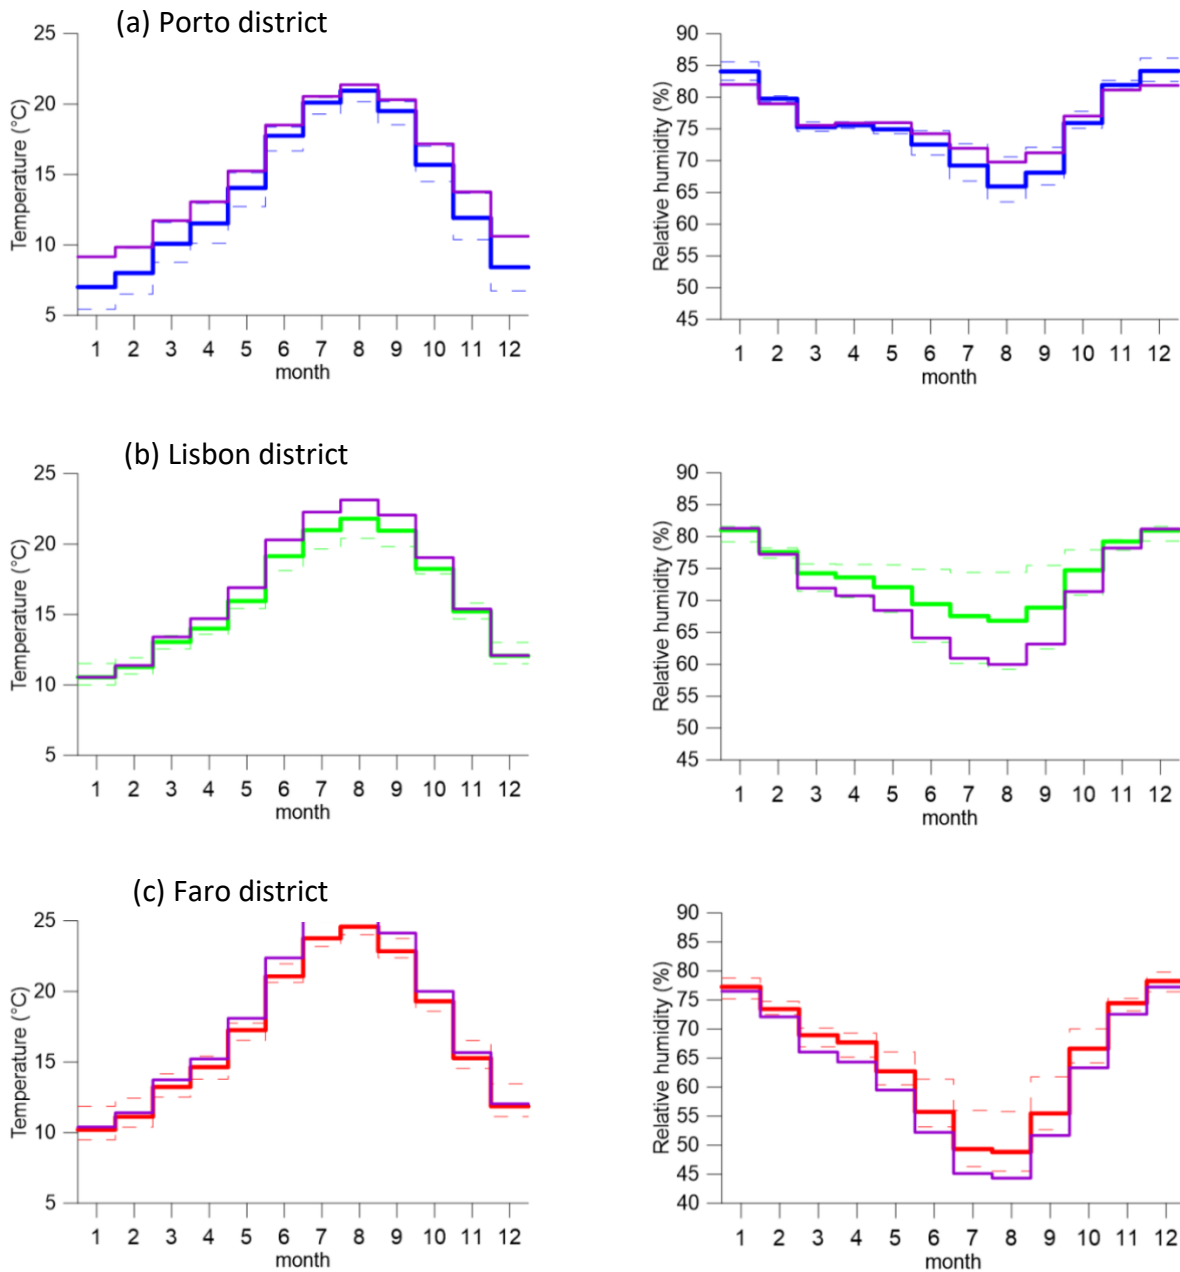 (a) Porto district
25
20
15
10
5
Temperature (°C)
1 2 3 4 5 6 7 8 9 10 11 12
month
90
85
80
75
70
65
60
55
50
45
Relative humidity (%)
1 2 3 4 5 6 7 8 9 10 11 12
month
(b) Lisbon district
25
20
15
10
5
Temperature (°C)
1 2 3 4 5 6 7 8 9 10 11 12
month
90
85
80
75
70
65
60
55
50
45
Relative humidity (%)
1 2 3 4 5 6 7 8 9 10 11 12
month
(c) Faro district
25
20
15
10
5
Temperature (°C)
1 2 3 4 5 6 7 8 9 10 11 12
month
90
85
80
75
70
65
60
55
50
45
40
Relative humidity (%)
1 2 3 4 5 6 7 8 9 10 11 12
month